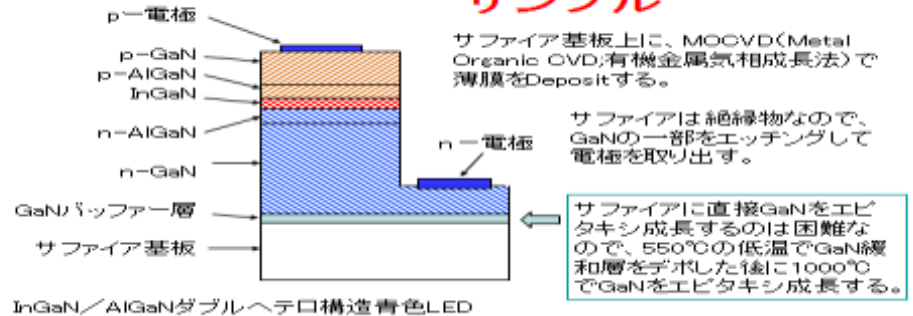 サンプル
p－電極
サファイア基板上に、MOCVD(Metal
Organic CVD;有機金属気相成長法)で
薄膜をDepositする。
p-GaN
p-AlGaN
InGaN
n-AlGaN
n-GaN
GaNバッファー層
サファイア基板
n－電極
サファイアは絶縁物なので、
GaNの一部をエッチングして
電極を取り出す。
サファイアに直接GaNをエピ
タキシ成長するのは困難な
ので、550℃の低温でGaN緩
和層をデポした後に1000℃
でGaNをエピタキシ成長する。
InGaN／AlGaNダブルヘテロ構造青色LED